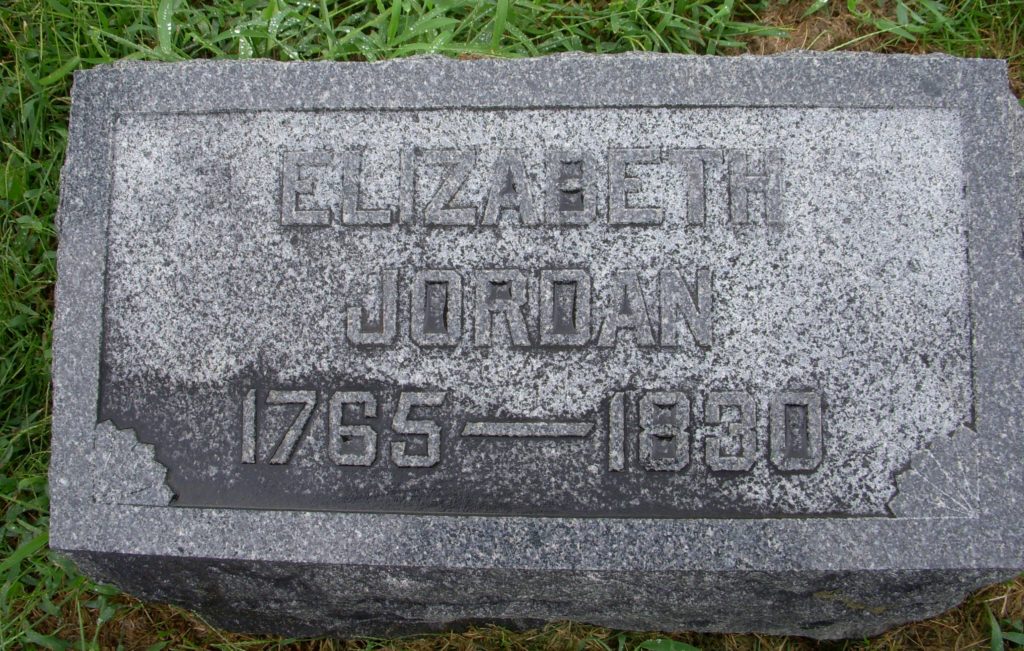 ELIZABETH
JORDAN
1765 — 1830